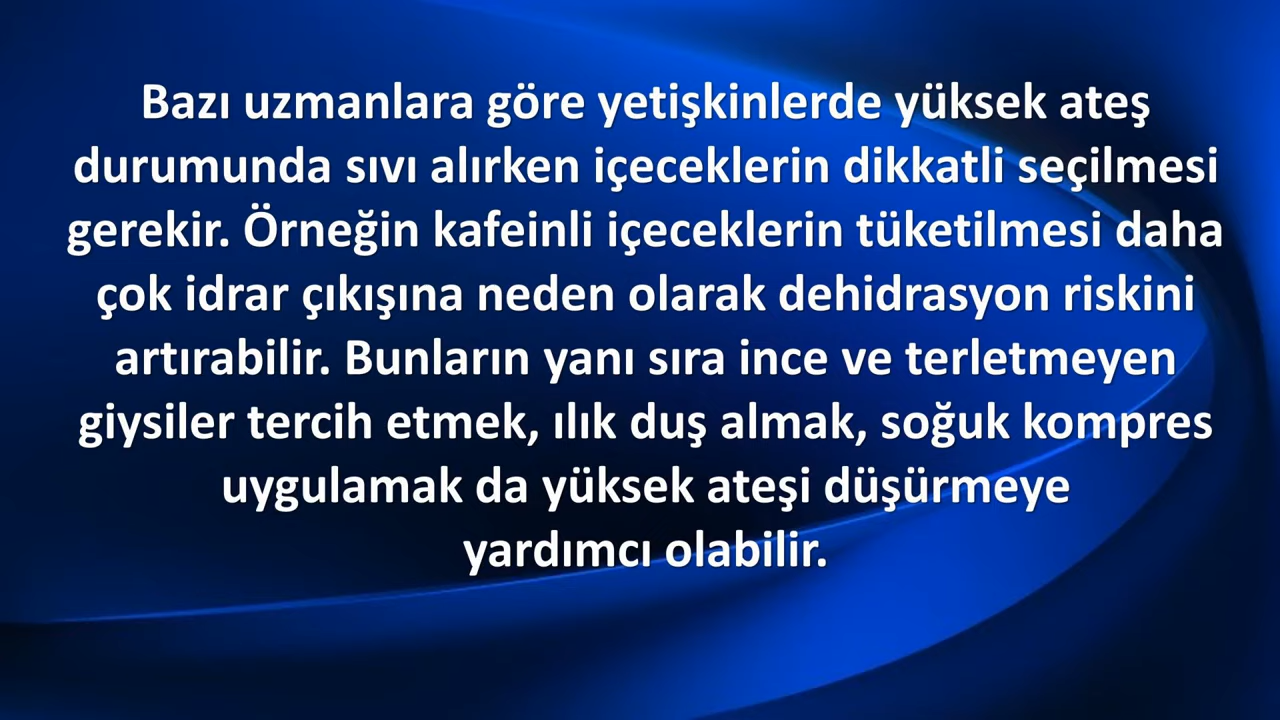 Bazı uzmanlara göre yetişkinlerde yüksek ateş
durumunda sıvı alırken içeceklerin dikkatli seçilmesi
gerekir. Örneğin kafeinli içeceklerin tüketilmesi daha
çok idrar çıkışına neden olarak dehidrasyon riskini
artırabilir. Bunların yanı sıra ince ve terletmeyen
giysiler tercih etmek, ılık duş almak, soğuk kompres
uygulamak da yüksek ateşi düşürmeye
yardımcı olabilir.